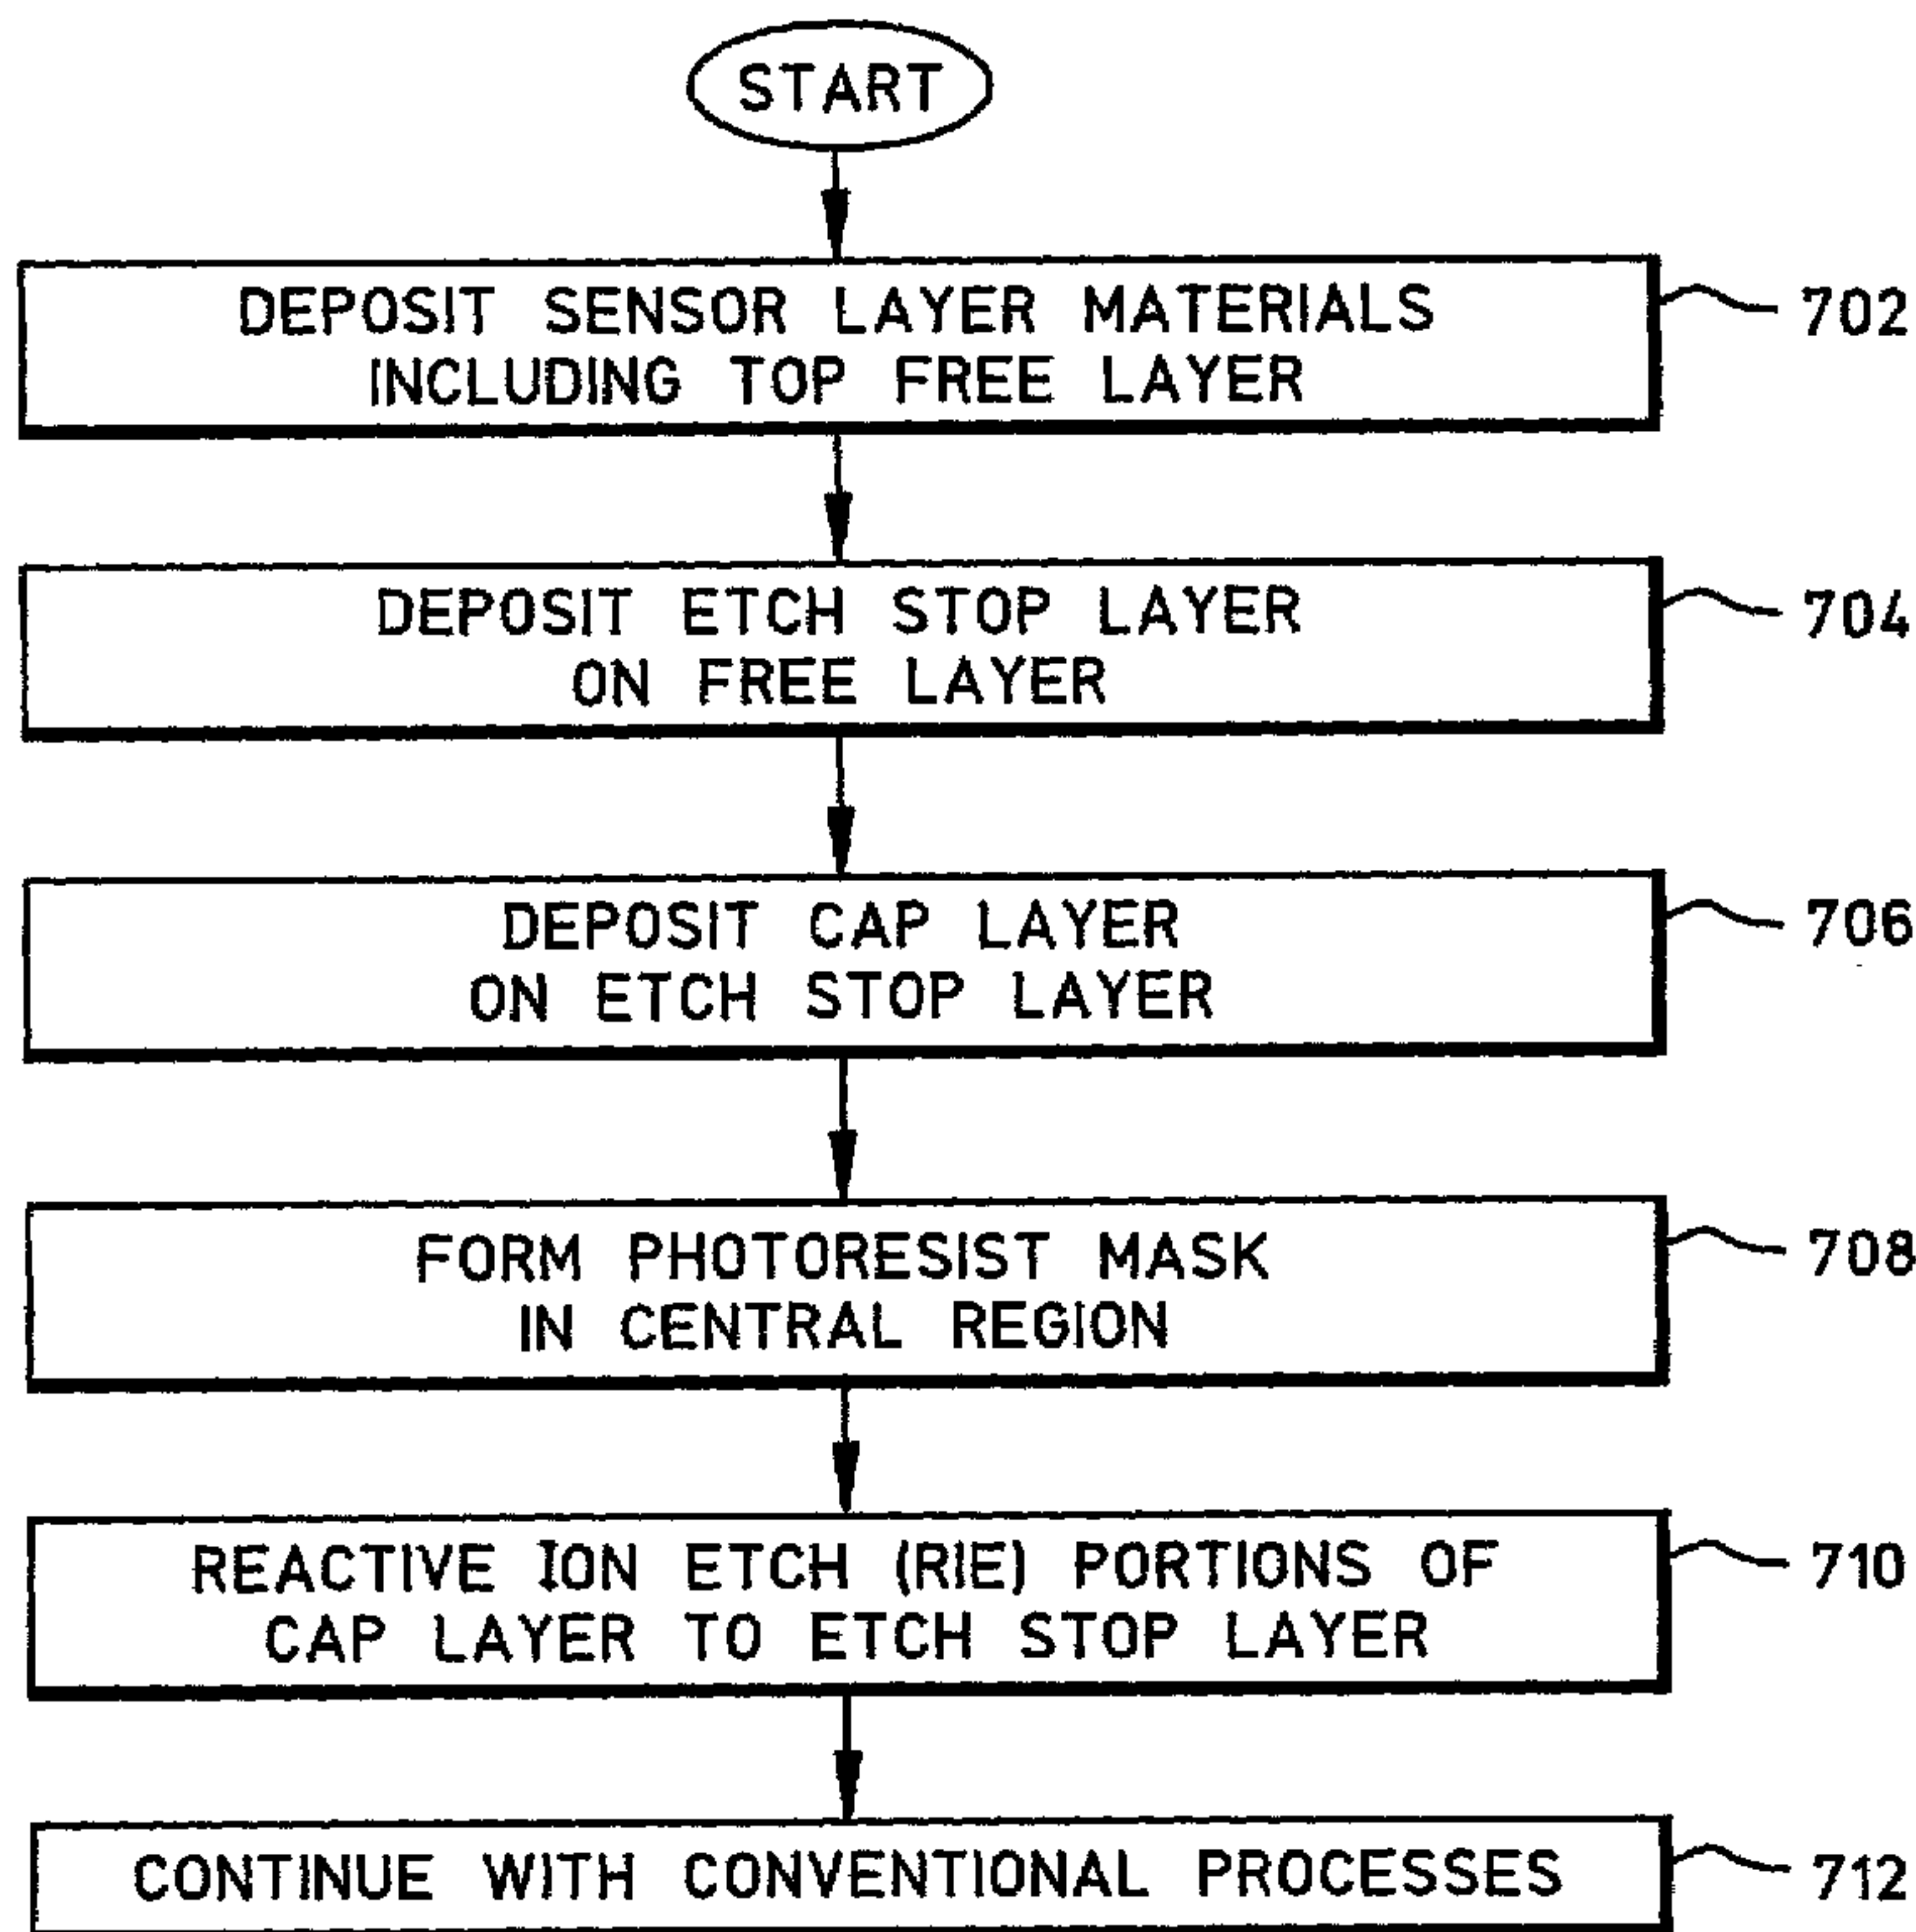 START
DEPOSIT SENSOR LAYER MATERIALS
INCLUDING TOP FREE LAYER
702
DEPOSIT ETCH STOP LAYER
ON FREE LAYER
704
DEPOSIT CAP LAYER
ON ETCH STOP LAYER
706
FORM PHOTORESIST MASK
IN CENTRAL REGION
708
REACTIVE ION ETCH (RIE) PORTIONS OF
CAP LAYER TO ETCH STOP LAYER
710
CONTINUE WITH CONVENTIONAL PROCESSES
712